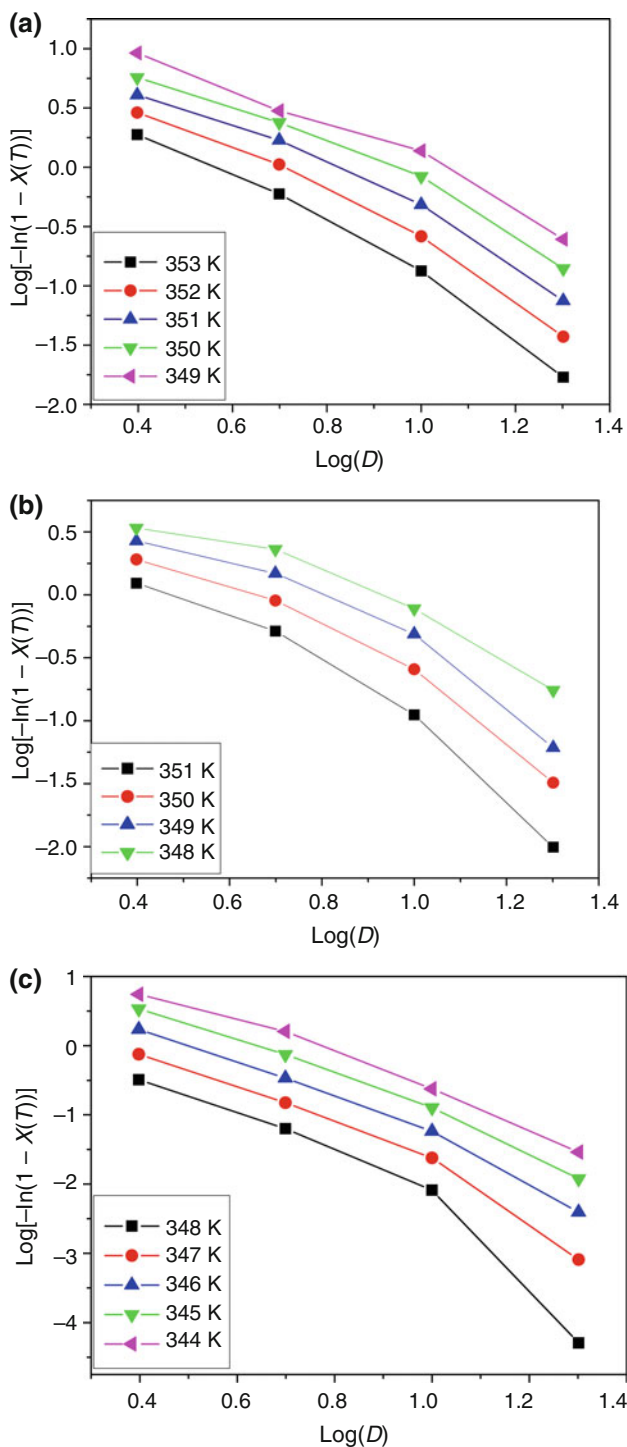 (a)
1.0
0.5
0.0
−0.5
−1.0
−1.5
−2.0
Log[−ln(1 − X(T))]
353 K
352 K
351 K
350 K
349 K
0.4 0.6 0.8 1.0 1.2 1.4
Log(D)
(b)
0.5
0.0
−0.5
−1.0
−1.5
−2.0
Log[−ln(1 − X(T))]
351 K
350 K
349 K
348 K
0.4 0.6 0.8 1.0 1.2 1.4
Log(D)
(c)
1
0
−1
−2
−3
−4
Log[−ln(1 − X(T))]
348 K
347 K
346 K
345 K
344 K
0.4 0.6 0.8 1.0 1.2 1.4
Log(D)